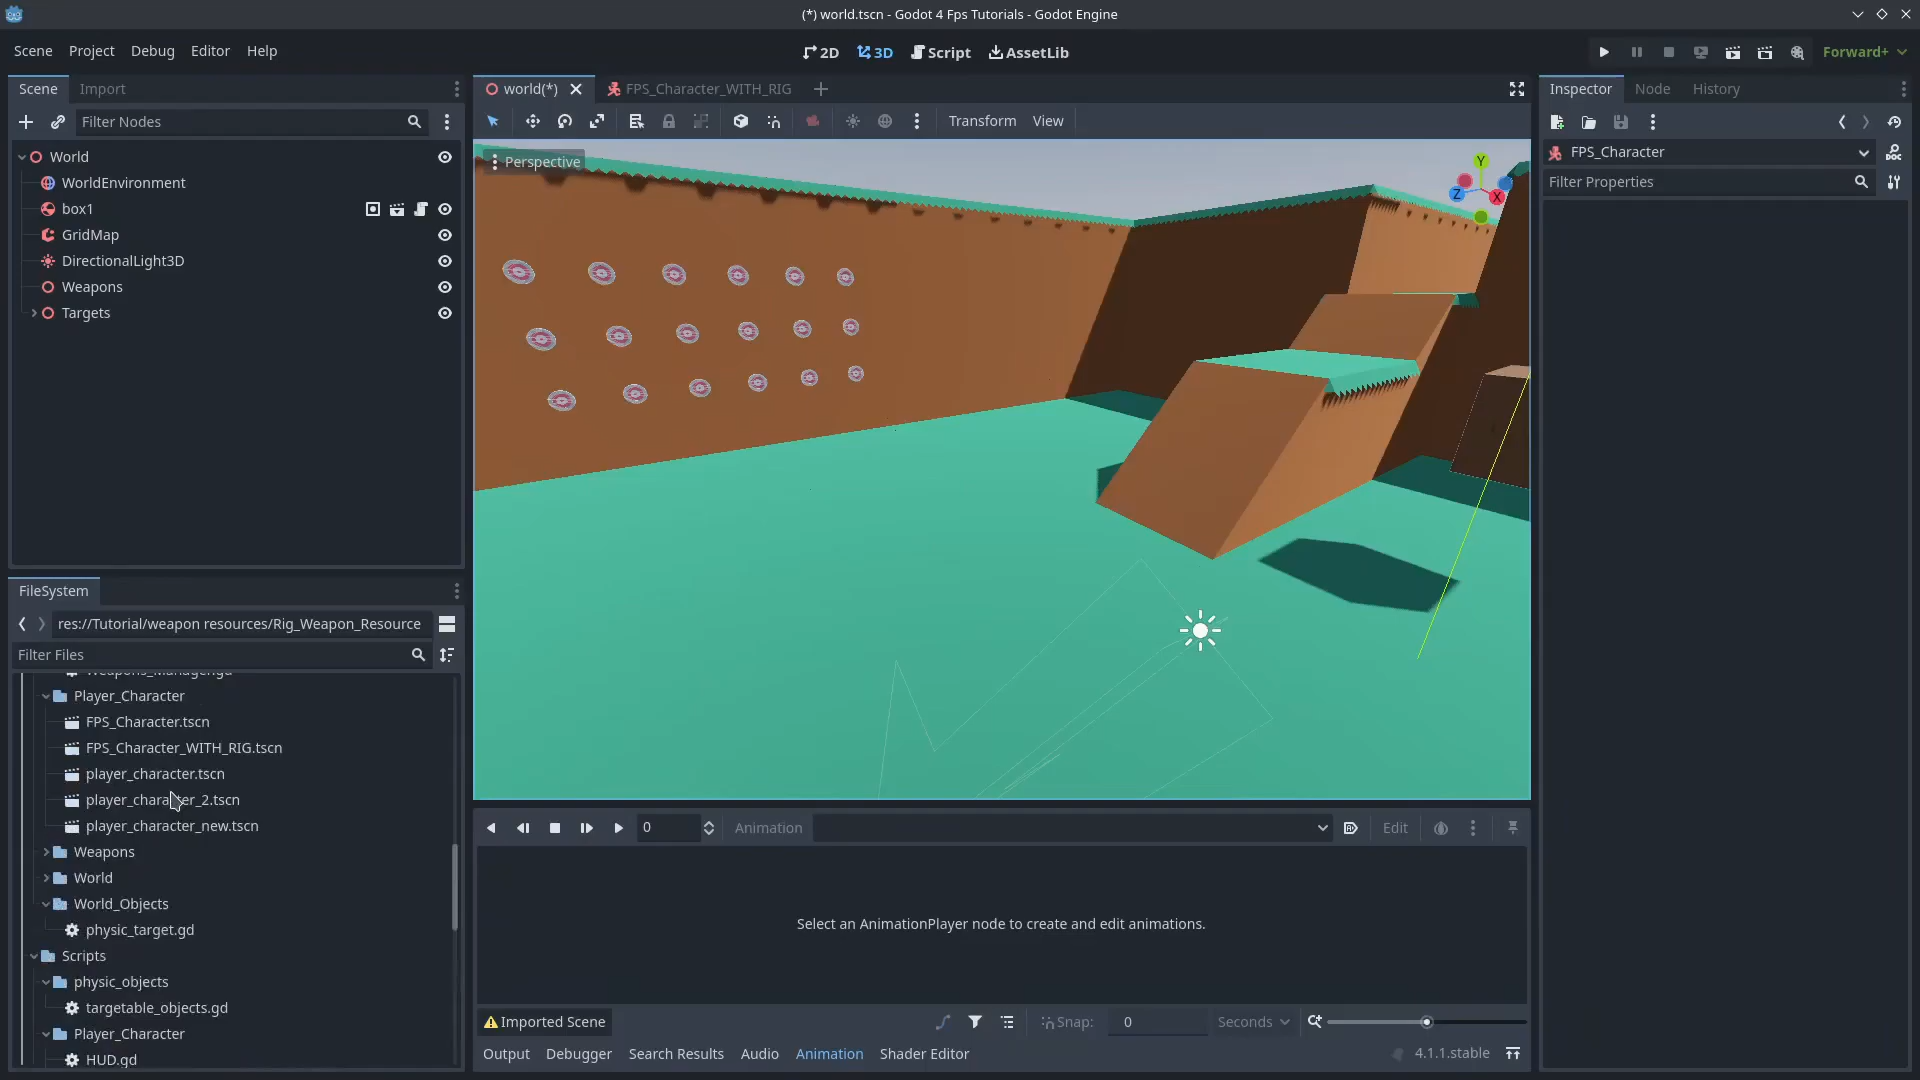 (*) world.tscn - Godot 4 Fps Tutorials - Godot Engine
Scene Project Debug Editor Help
2D 3D Script AssetLib
Forward+
Scene Import
Filter Nodes
World
WorldEnvironment
box1
GridMap
DirectionalLight3D
Weapons
Targets
FileSystem
res://Tutorial/weapon resources/Rig_Weapon_Resource
Filter Files
Player_Character
FPS_Character.tscn
FPS_Character_WITH_RIG.tscn
player_character.tscn
player_character_2.tscn
player_character_new.tscn
Weapons
World
World_Objects
physic_target.gd
Scripts
physic_objects
targetable_objects.gd
Player_Character
HUD.gd
world(*) FPS_Character_WITH_RIG
Transform View
Perspective
Y
Z X
0 Animation Edit
Select an AnimationPlayer node to create and edit animations.
Imported Scene Snap: 0 Seconds
Output Debugger Search Results Audio Animation Shader Editor 4.1.1.stable
Inspector Node History
FPS_Character
DOC
Filter Properties